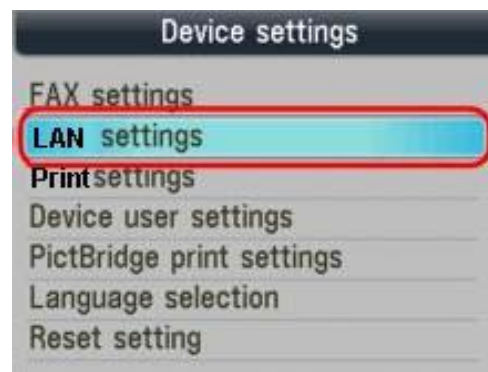 Device settings
FAX settings
LAN settings
Print settings
Device user settings
PictBridge print settings
Language selection
Reset setting